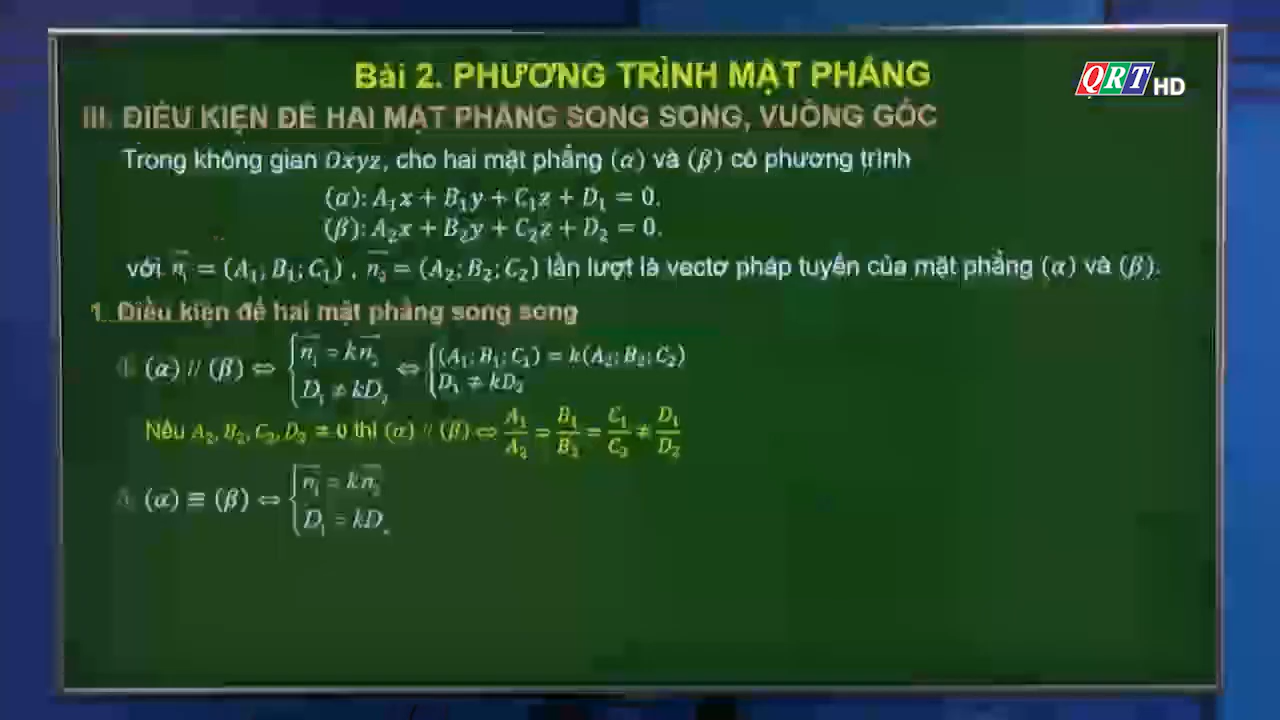 Bài 2. PHƯƠNG TRÌNH MẶT PHẲNG
QRT HD
III. ĐIỀU KIỆN ĐỂ HAI MẶT PHẲNG SONG SONG, VUÔNG GÓC
Trong không gian Oxyz, cho hai mặt phẳng (α) và (β) có phương trình
(α): A₁x + B₁y + C₁z + D₁ = 0.
(β): A₂x + B₂y + C₂z + D₂ = 0.
với n₁ = (A₁; B₁; C₁) , n₂ = (A₂; B₂; C₂) lần lượt là vectơ pháp tuyến của mặt phẳng (α) và (β).
1. Điều kiện để hai mặt phẳng song song
(α) // (β) ⇔ { n₁ = kn₂ D₁ ≠ kD₂ ⇔ { (A₁; B₁; C₁) = k(A₂; B₂; C₂) D₁ ≠ kD₂
Nếu A₂, B₂, C₂, D₂ ≠ 0 thì (α) // (β) ⇔ A₁/A₂ = B₁/B₂ = C₁/C₂ ≠ D₁/D₂
(α) ≡ (β) ⇔ { n₁ = kn₂ D₁ = kD